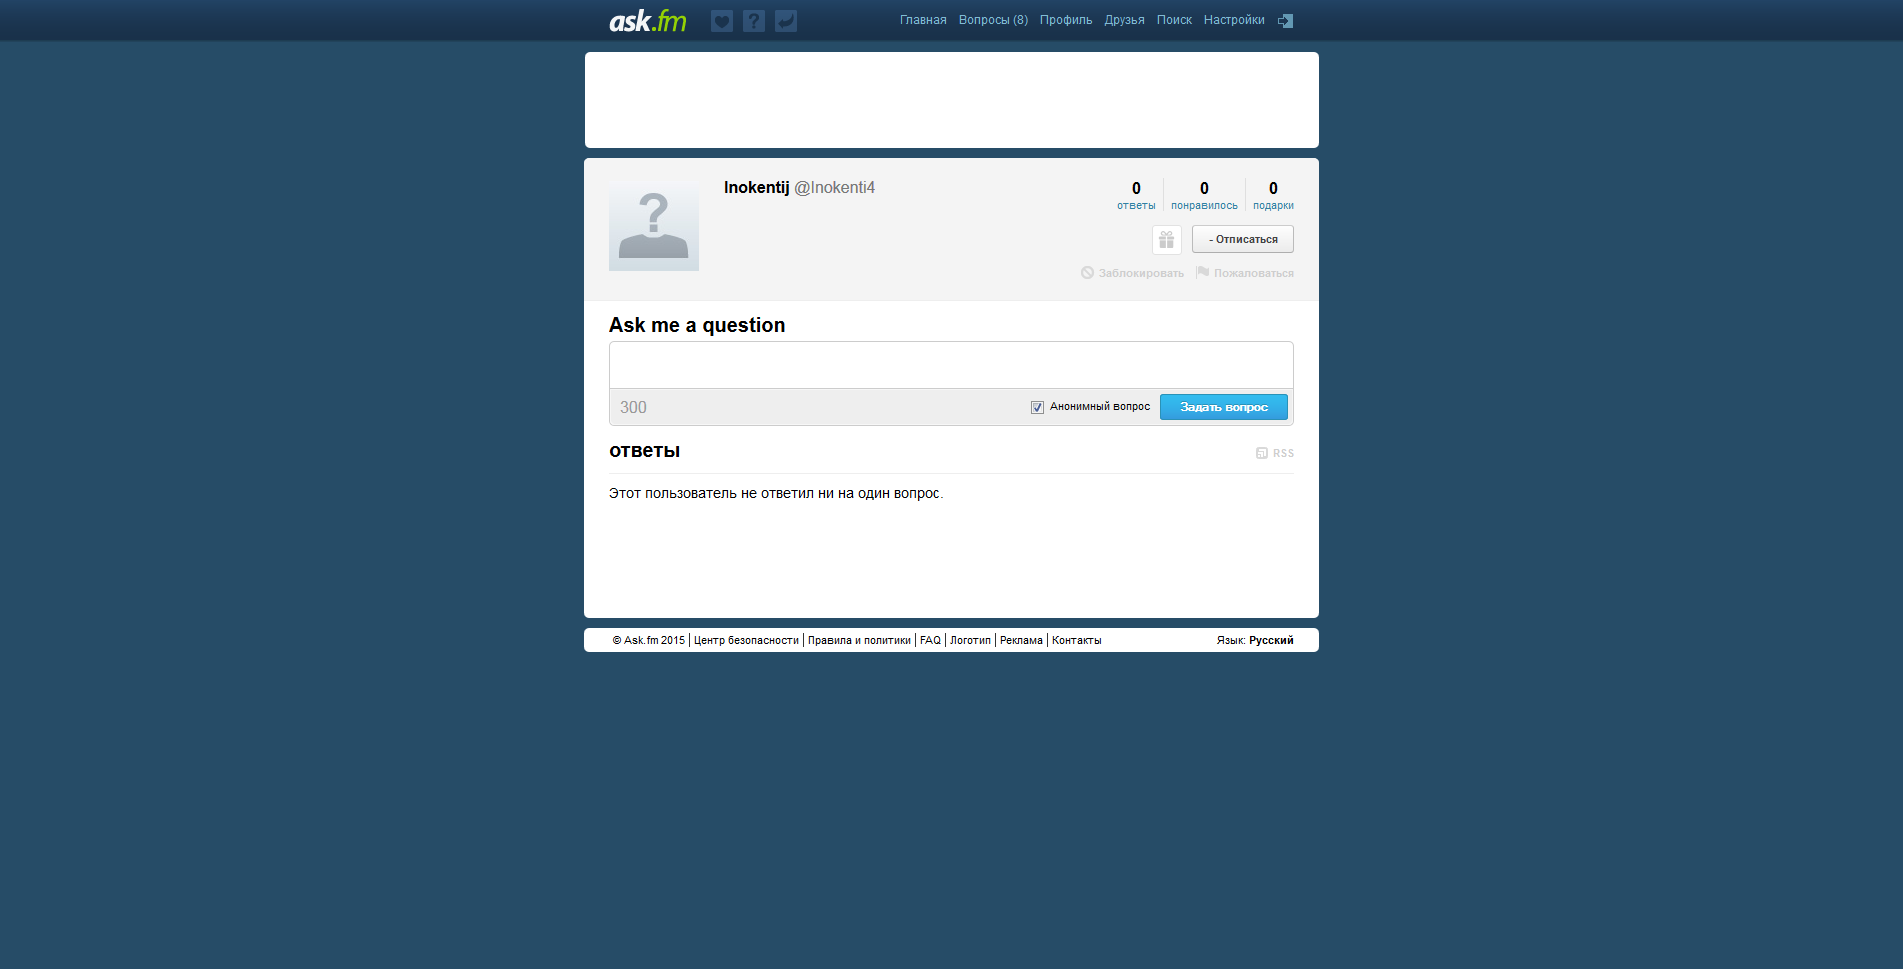 ask.fm Главная Вопросы (8) Профиль Друзья Поиск Настройки
Inokentij @Inokenti4
0 0 0
ответы понравилось подарки
- Отписаться
Заблокировать Пожаловаться
Ask me a question
300 Анонимный вопрос Задать вопрос
ответы RSS
Этот пользователь не ответил ни на один вопрос.
© Ask.fm 2015 | Центр безопасности | Правила и политики | FAQ | Логотип | Реклама | Контакты Язык: Русский